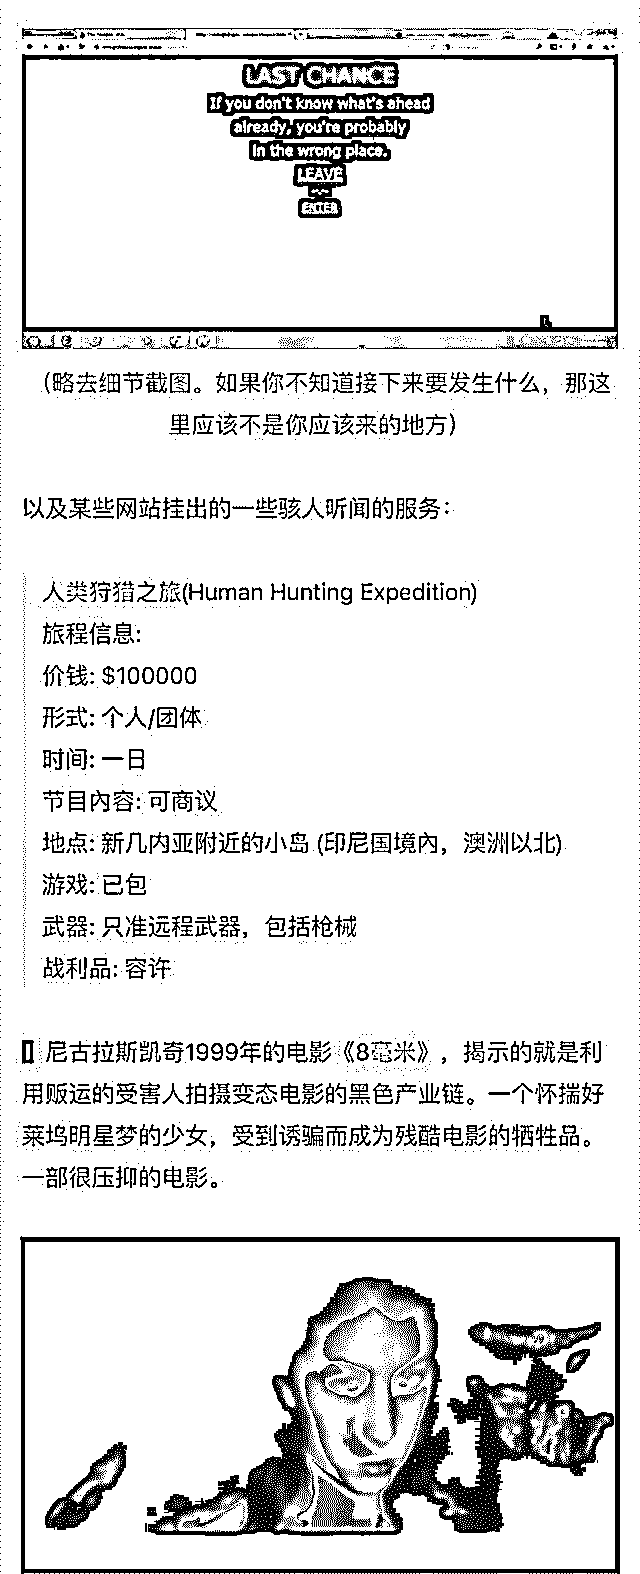 LAST CHANCE
If you don't know what's ahead
already, you're probably
in the wrong place.
LEAVE
ENTER
（略去细节截图。如果你不知道接下来要发生什么，那这
里应该不是你应该来的地方）
以及某些网站挂出的一些骇人听闻的服务：
人类狩猎之旅(Human Hunting Expedition)
旅程信息:
价钱: $100000
形式: 个人/团体
时间: 一日
节目內容: 可商议
地点: 新几内亚附近的小岛 (印尼国境內，澳洲以北)
游戏: 已包
武器: 只准远程武器，包括枪械
战利品: 容许
尼古拉斯凯奇1999年的电影《8毫米》，揭示的就是利
用贩运的受害人拍摄变态电影的黑色产业链。一个怀揣好
莱坞明星梦的少女，受到诱骗而成为残酷电影的牺牲品。
一部很压抑的电影。